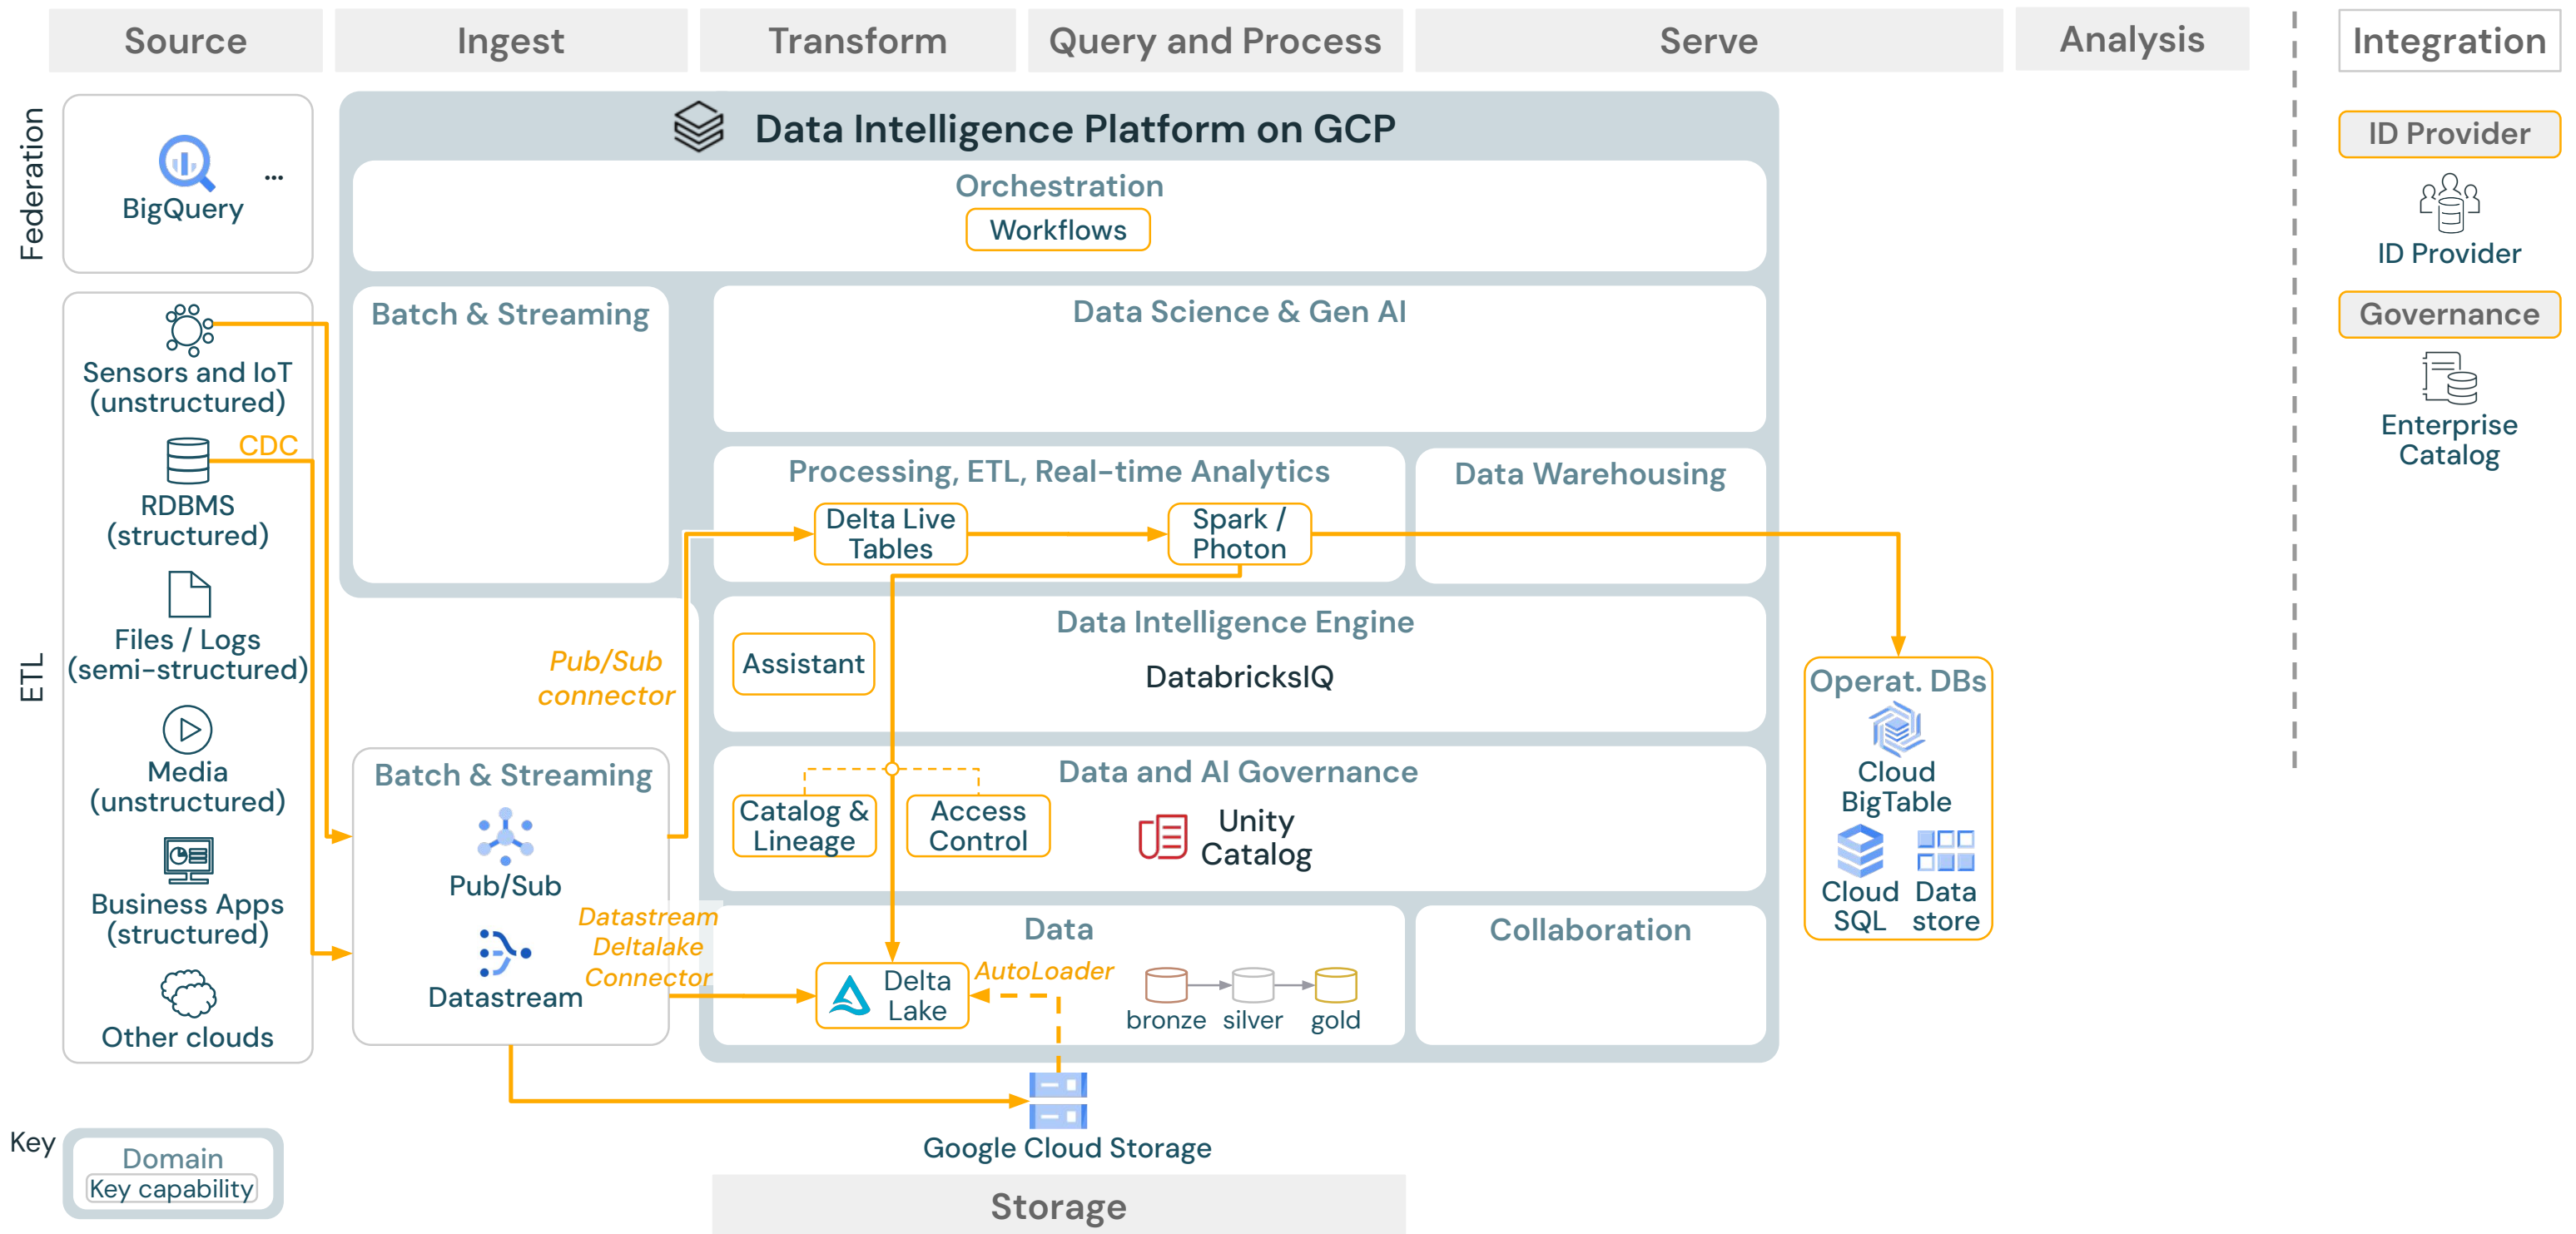 Source
Ingest
Transform
Query and Process
Serve
Analysis
Integration
Federation
BigQuery
...
ETL
Sensors and IoT
(unstructured)
CDC
RDBMS
(structured)
Files / Logs
(semi-structured)
Media
(unstructured)
Business Apps
(structured)
Other clouds
Data Intelligence Platform on GCP
Orchestration
Workflows
Batch & Streaming
Data Science & Gen AI
Processing, ETL, Real-time Analytics
Delta Live
Tables
Spark /
Photon
Data Warehousing
Pub/Sub
connector
Data Intelligence Engine
Assistant
DatabricksIQ
Batch & Streaming
Pub/Sub
Datastream
Datastream
Deltalake
Connector
Data and AI Governance
Catalog &
Lineage
Access
Control
Unity
Catalog
Data
Delta
Lake
AutoLoader
bronze
silver
gold
Collaboration
Operat. DBs
Cloud
BigTable
Cloud
SQL
Data
store
Google Cloud Storage
Storage
ID Provider
ID Provider
Governance
Enterprise
Catalog
Key
Domain
Key capability